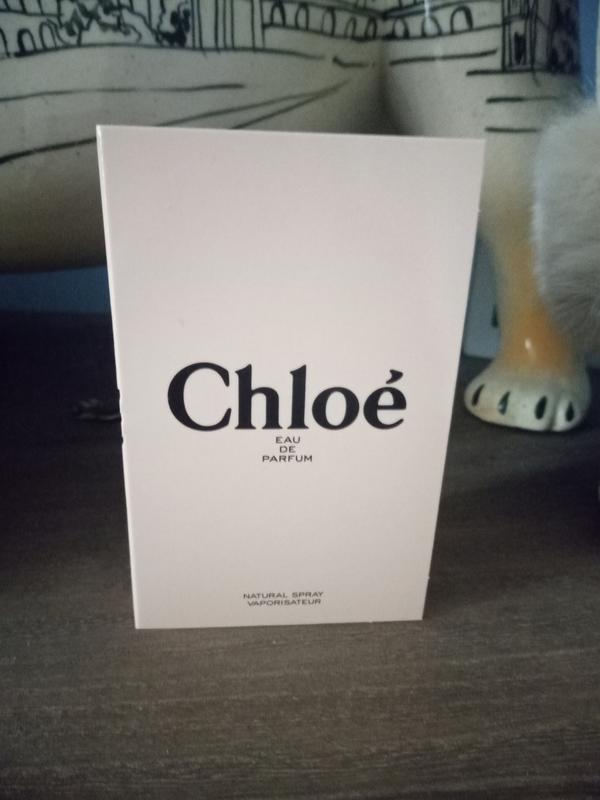 Chloé
EAU
DE
PARFUM
NATURAL SPRAY
VAPORISATEUR